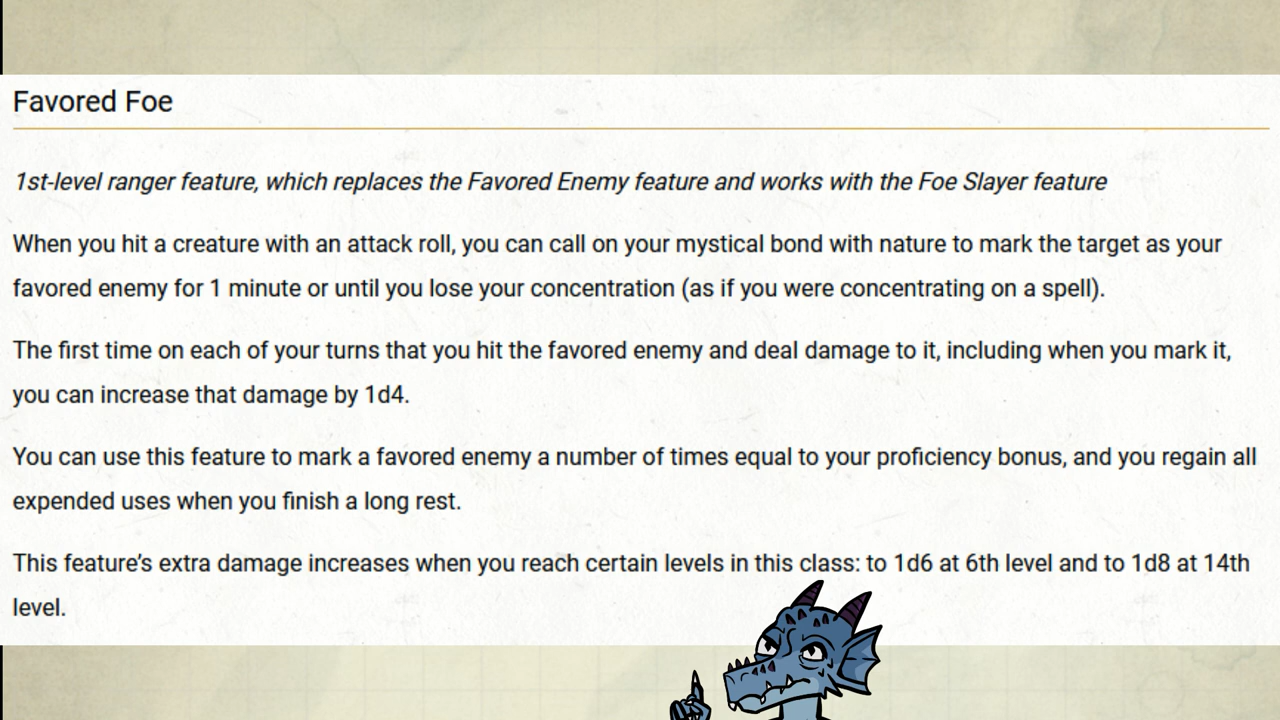 Favored Foe
1st-level ranger feature, which replaces the Favored Enemy feature and works with the Foe Slayer feature
When you hit a creature with an attack roll, you can call on your mystical bond with nature to mark the target as your
favored enemy for 1 minute or until you lose your concentration (as if you were concentrating on a spell).
The first time on each of your turns that you hit the favored enemy and deal damage to it, including when you mark it,
you can increase that damage by 1d4.
You can use this feature to mark a favored enemy a number of times equal to your proficiency bonus, and you regain all
expended uses when you finish a long rest.
This feature’s extra damage increases when you reach certain levels in this class: to 1d6 at 6th level and to 1d8 at 14th
level.